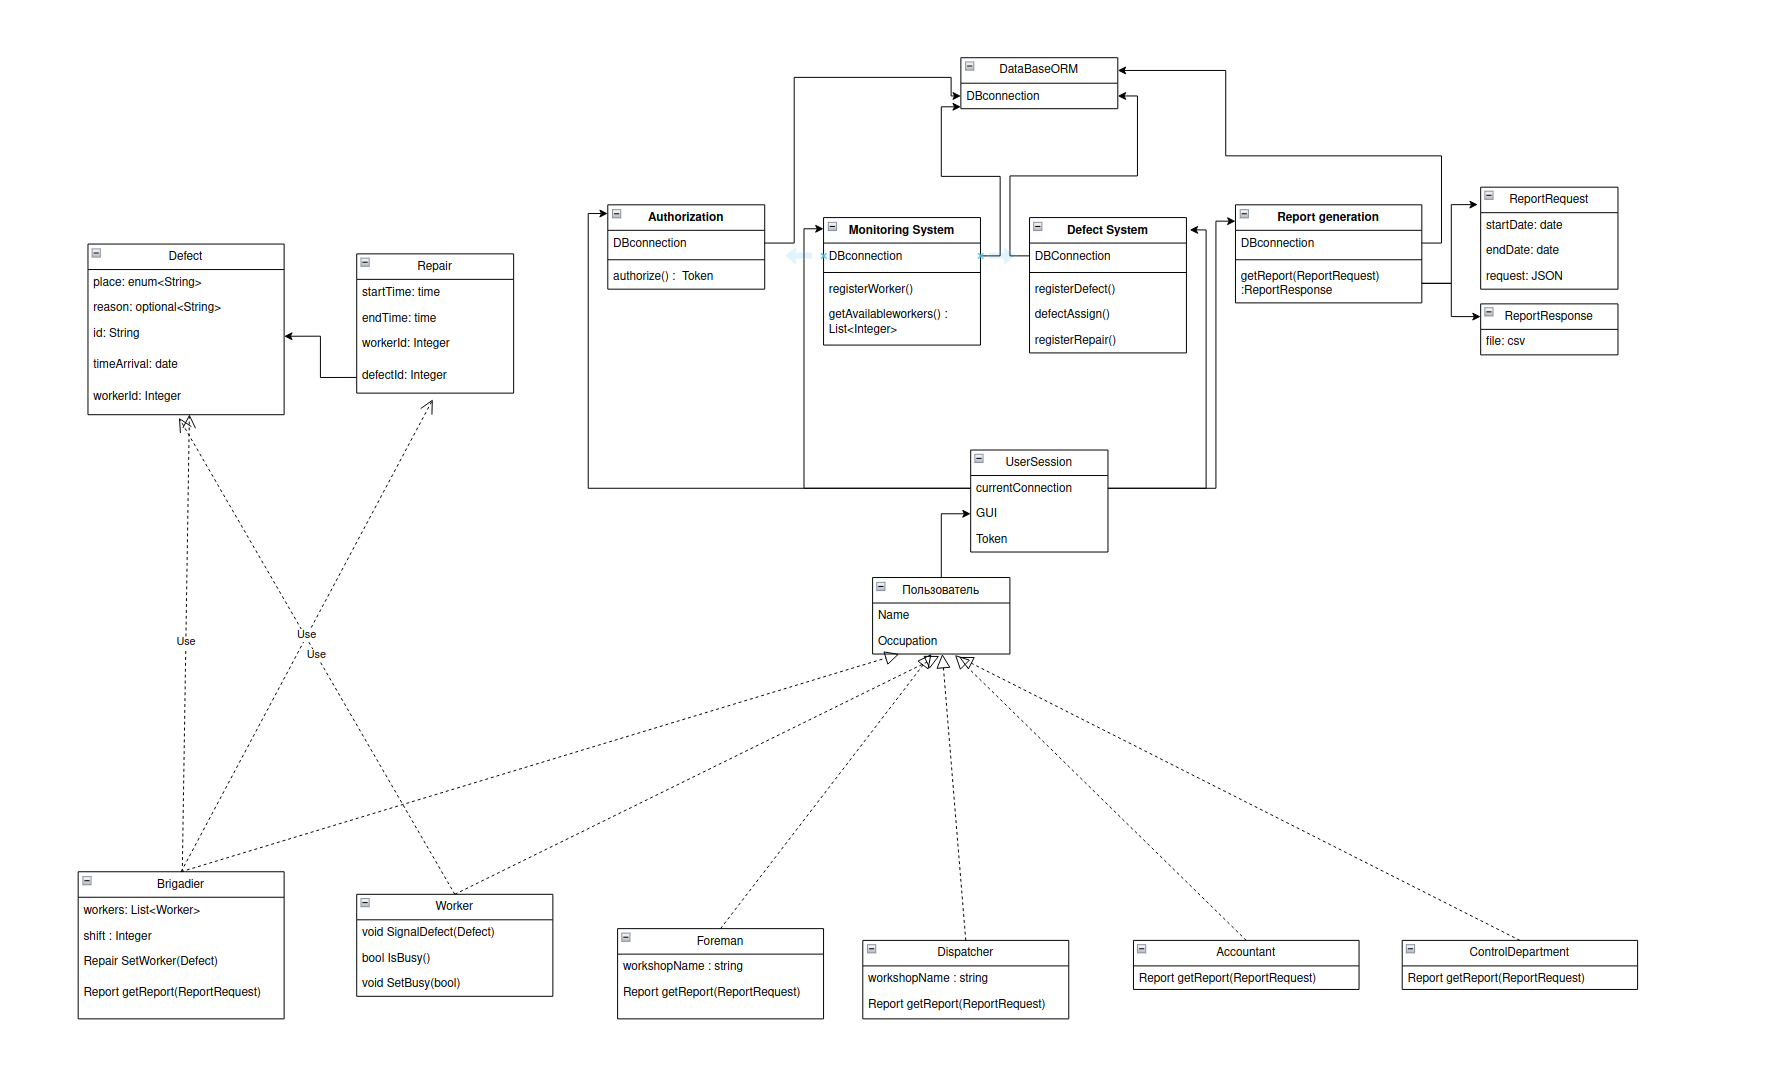 DataBaseORM
DBconnection
Authorization
DBconnection
authorize() :  Token
Monitoring System
DBconnection
registerWorker()
getAvailableworkers() :
List<Integer>
Defect System
DBConnection
registerDefect()
defectAssign()
registerRepair()
Report generation
DBconnection
getReport(ReportRequest)
:ReportResponse
ReportRequest
startDate: date
endDate: date
request: JSON
ReportResponse
file: csv
Defect
place: enum<String>
reason: optional<String>
id: String
timeArrival: date
workerId: Integer
Repair
startTime: time
endTime: time
workerId: Integer
defectId: Integer
UserSession
currentConnection
GUI
Token
Пользователь
Name
Occupation
Use
Use
Use
Brigadier
workers: List<Worker>
shift : Integer
Repair SetWorker(Defect)
Report getReport(ReportRequest)
Worker
void SignalDefect(Defect)
bool IsBusy()
void SetBusy(bool)
Foreman
workshopName : string
Report getReport(ReportRequest)
Dispatcher
workshopName : string
Report getReport(ReportRequest)
Accountant
Report getReport(ReportRequest)
ControlDepartment
Report getReport(ReportRequest)